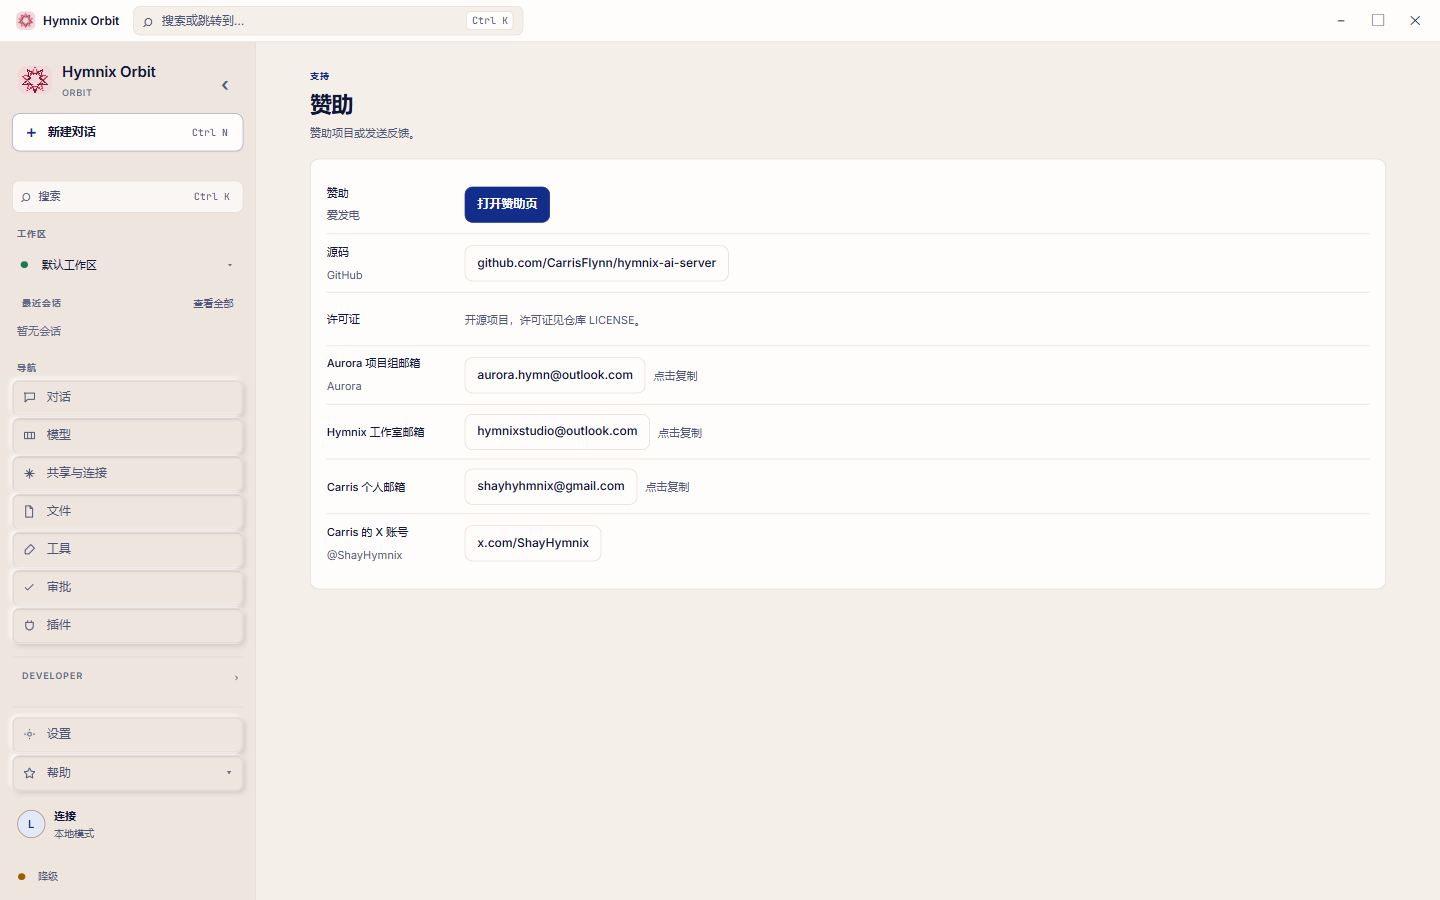 Hymnix Orbit
搜索或跳转到...
Ctrl K
Hymnix Orbit
ORBIT
新建对话
Ctrl N
搜索
Ctrl K
工作区
默认工作区
最近会话
查看全部
暂无会话
导航
对话
模型
共享与连接
文件
工具
审批
插件
DEVELOPER
设置
帮助
L
连接
本地模式
降级
支持
赞助
赞助项目或发送反馈。
赞助
爱发电
打开赞助页
源码
GitHub
github.com/CarrisFlynn/hymnix-ai-server
许可证
开源项目，许可证见仓库 LICENSE。
Aurora 项目组邮箱
Aurora
aurora.hymn@outlook.com
点击复制
Hymnix 工作室邮箱
hymnixstudio@outlook.com
点击复制
Carris 个人邮箱
shayhyhmnix@gmail.com
点击复制
Carris 的 X 账号
@ShayHymnix
x.com/ShayHymnix